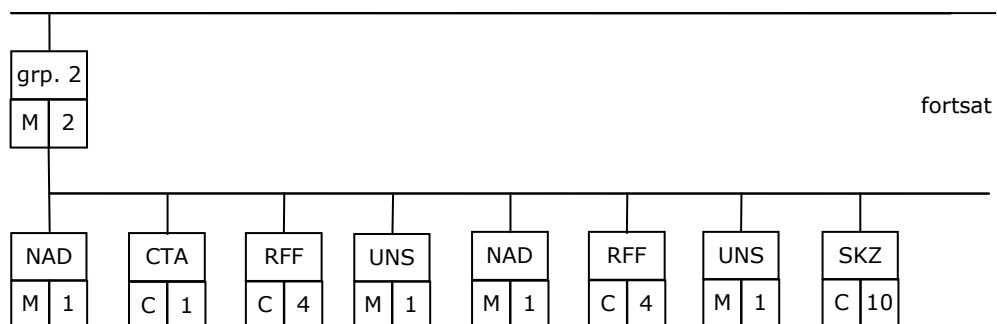 grp. 2
M 2
fortsat
NAD CTA RFF UNS NAD RFF UNS SKZ
M 1 C 1 C 4 M 1 M 1 C 4 M 1 C 10